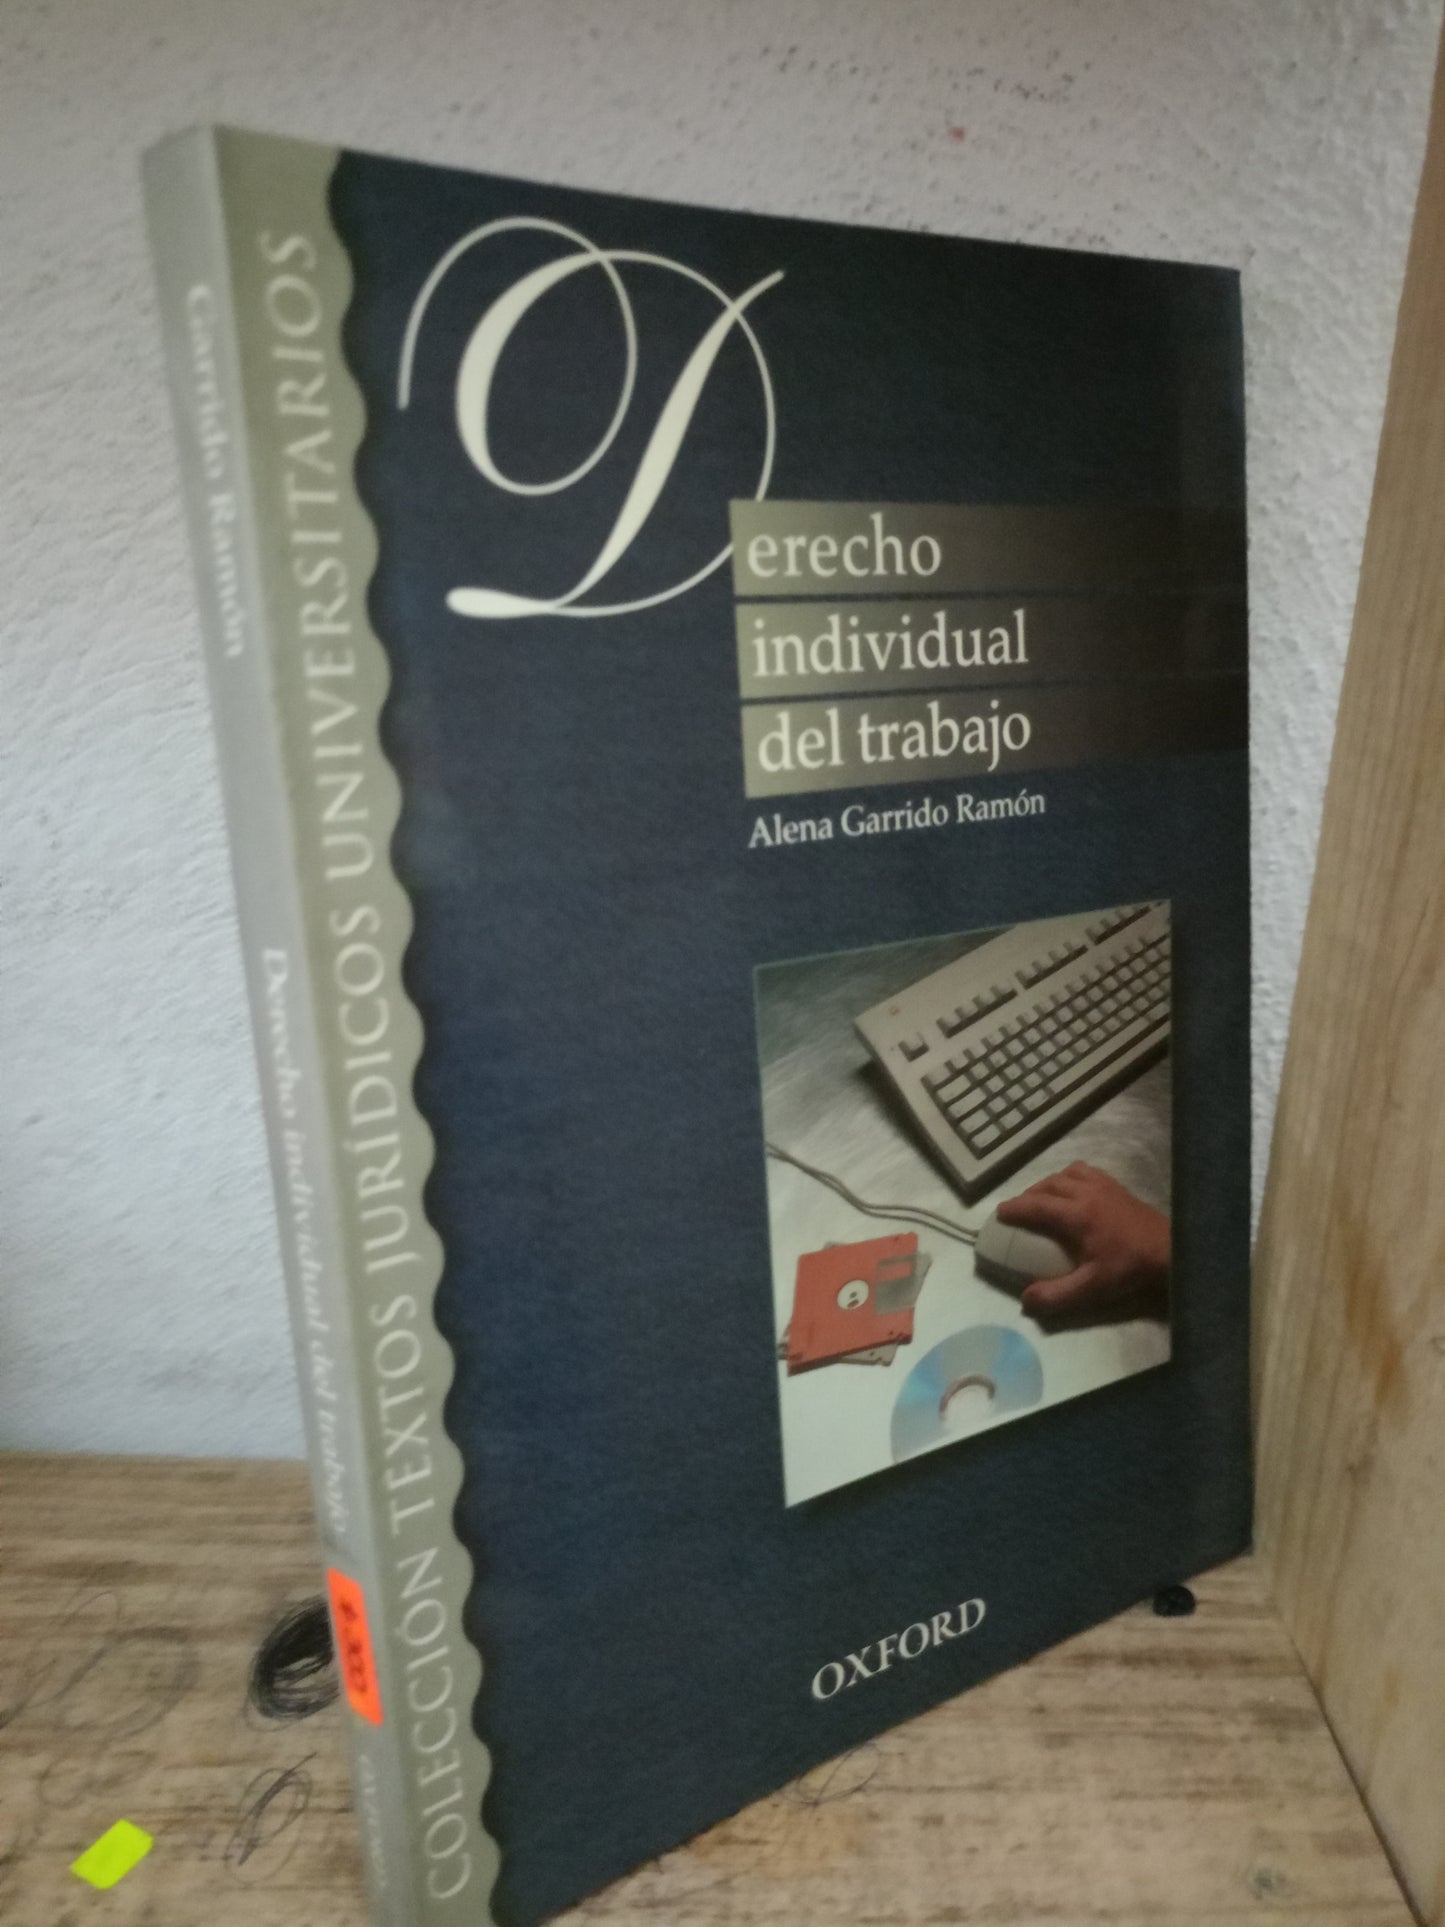 Derecho
individual
del trabajo
Alena Garrido Ramón
OXFORD
COLECCIÓN TEXTOS JURÍDICOS UNIVERSITARIOS
Garrido Ramón
Derecho individual del trabajo